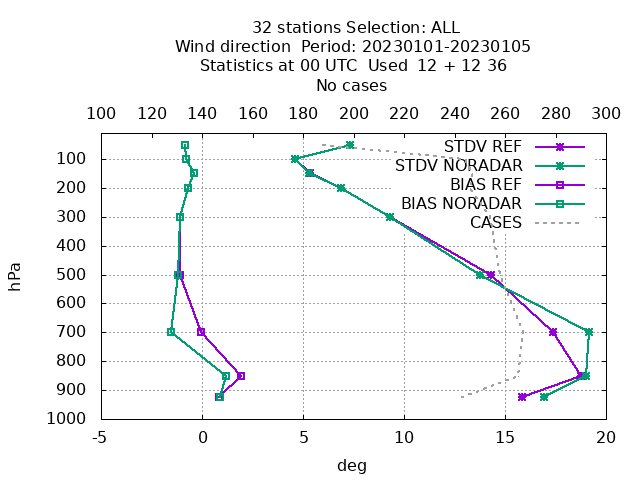 32 stations Selection: ALL
Wind direction  Period: 20230101-20230105
Statistics at 00 UTC  Used  12 + 12 36
No cases
100 120 140 160 180 200 220 240 260 280 300
STDV REF
STDV NORADAR
BIAS REF
BIAS NORADAR
CASES
hPa
100
200
300
400
500
600
700
800
900
1000
-5 0 5 10 15 20
deg